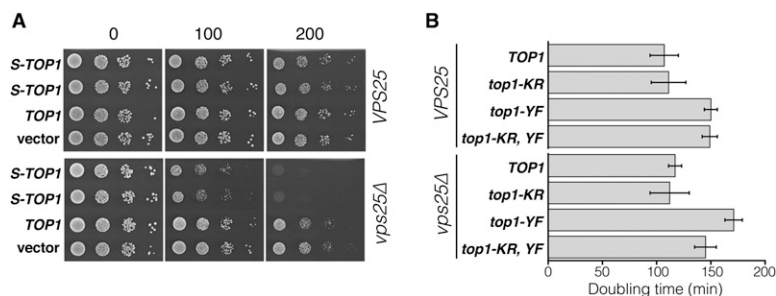 A
0 100 200
S-TOP1
S-TOP1
TOP1
vector
VPS25
S-TOP1
S-TOP1
TOP1
vector
vps25Δ
B
VPS25
TOP1
top1-KR
top1-YF
top1-KR, YF
vps25Δ
TOP1
top1-KR
top1-YF
top1-KR, YF
0 50 100 150 200
Doubling time (min)